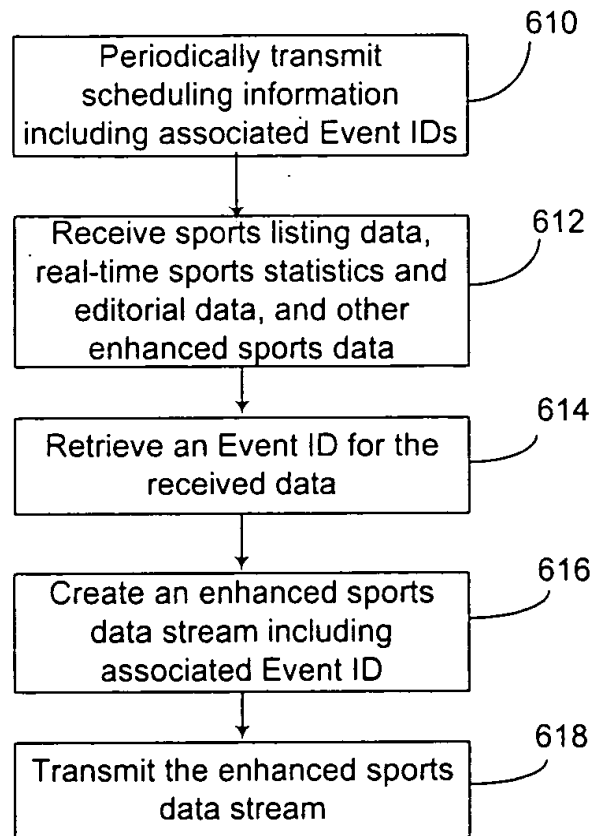 610
Periodically transmit
scheduling information
including associated Event IDs
612
Receive sports listing data,
real-time sports statistics and
editorial data, and other
enhanced sports data
614
Retrieve an Event ID for the
received data
616
Create an enhanced sports
data stream including
associated Event ID
618
Transmit the enhanced sports
data stream